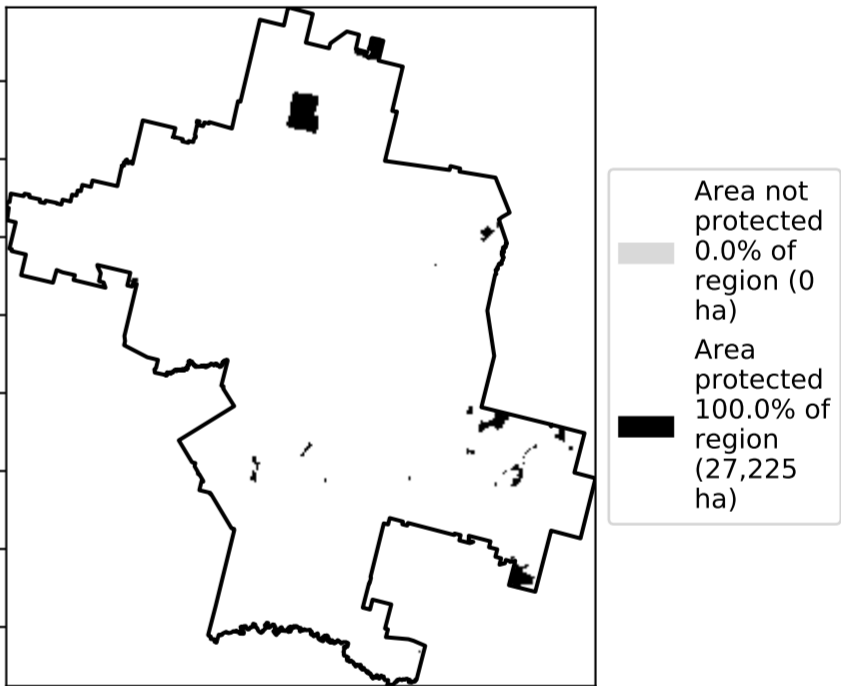 Area not
protected
0.0% of
region (0
ha)
Area
protected
100.0% of
region
(27,225
ha)